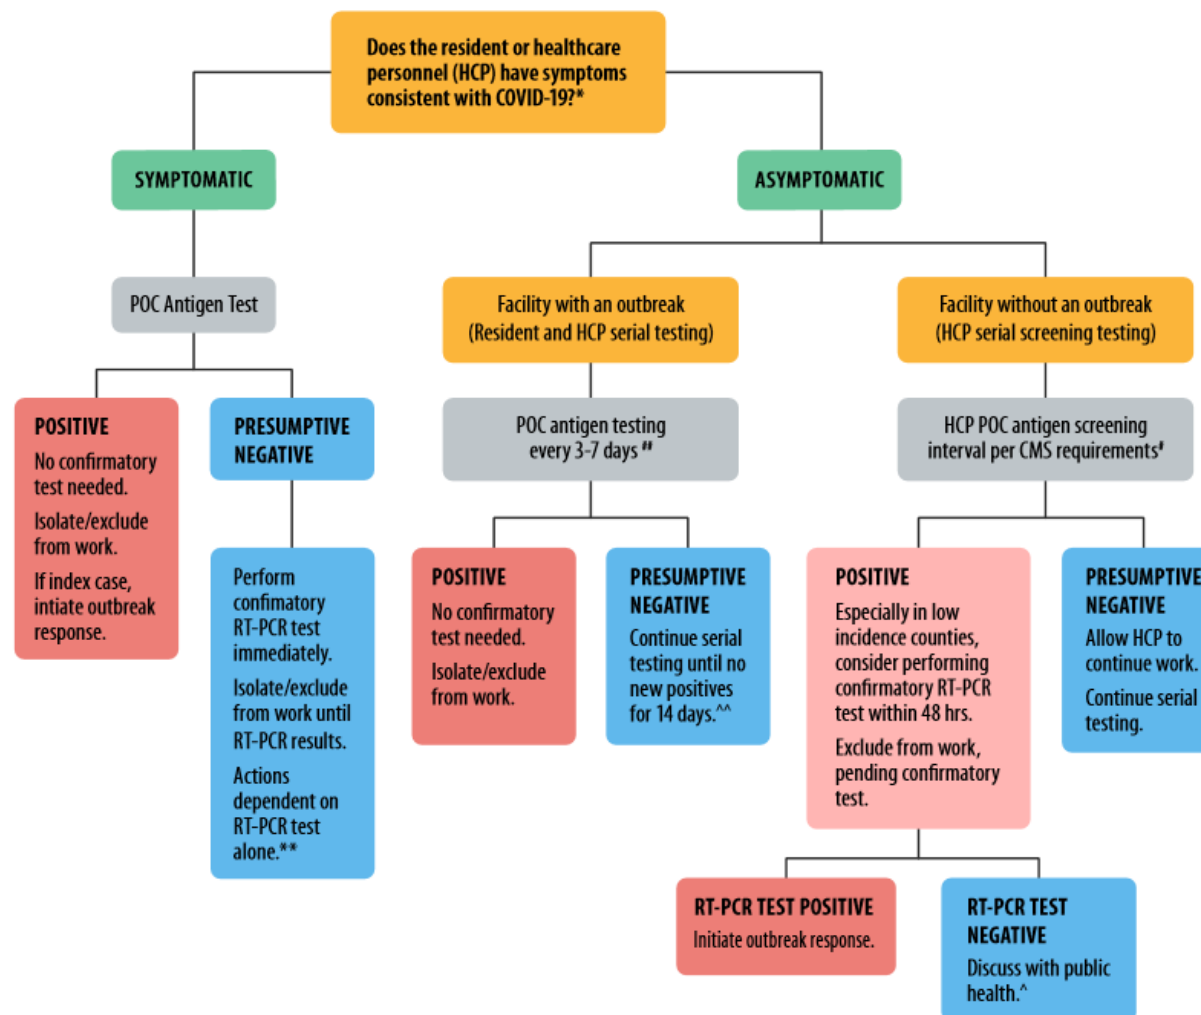 Does the resident or healthcare
personnel (HCP) have symptoms
consistent with COVID-19?*
SYMPTOMATIC
ASYMPTOMATIC
POC Antigen Test
Facility with an outbreak
(Resident and HCP serial testing)
Facility without an outbreak
(HCP serial screening testing)
POC antigen testing
every 3-7 days ##
HCP POC antigen screening
interval per CMS requirements#
POSITIVE
No confirmatory
test needed.
Isolate/exclude
from work.
If index case,
intiate outbreak
response.
PRESUMPTIVE
NEGATIVE
Perform
confimatory
RT-PCR test
immediately.
Isolate/exclude
from work until
RT-PCR results.
Actions
dependent on
RT-PCR test
alone.**
POSITIVE
No confirmatory
test needed.
Isolate/exclude
from work.
PRESUMPTIVE
NEGATIVE
Continue serial
testing until no
new positives
for 14 days.^^
POSITIVE
Especially in low
incidence counties,
consider performing
confirmatory RT-PCR
test within 48 hrs.
Exclude from work,
pending confirmatory
test.
PRESUMPTIVE
NEGATIVE
Allow HCP to
continue work.
Continue serial
testing.
RT-PCR TEST POSITIVE
Initiate outbreak response.
RT-PCR TEST
NEGATIVE
Discuss with public
health.^